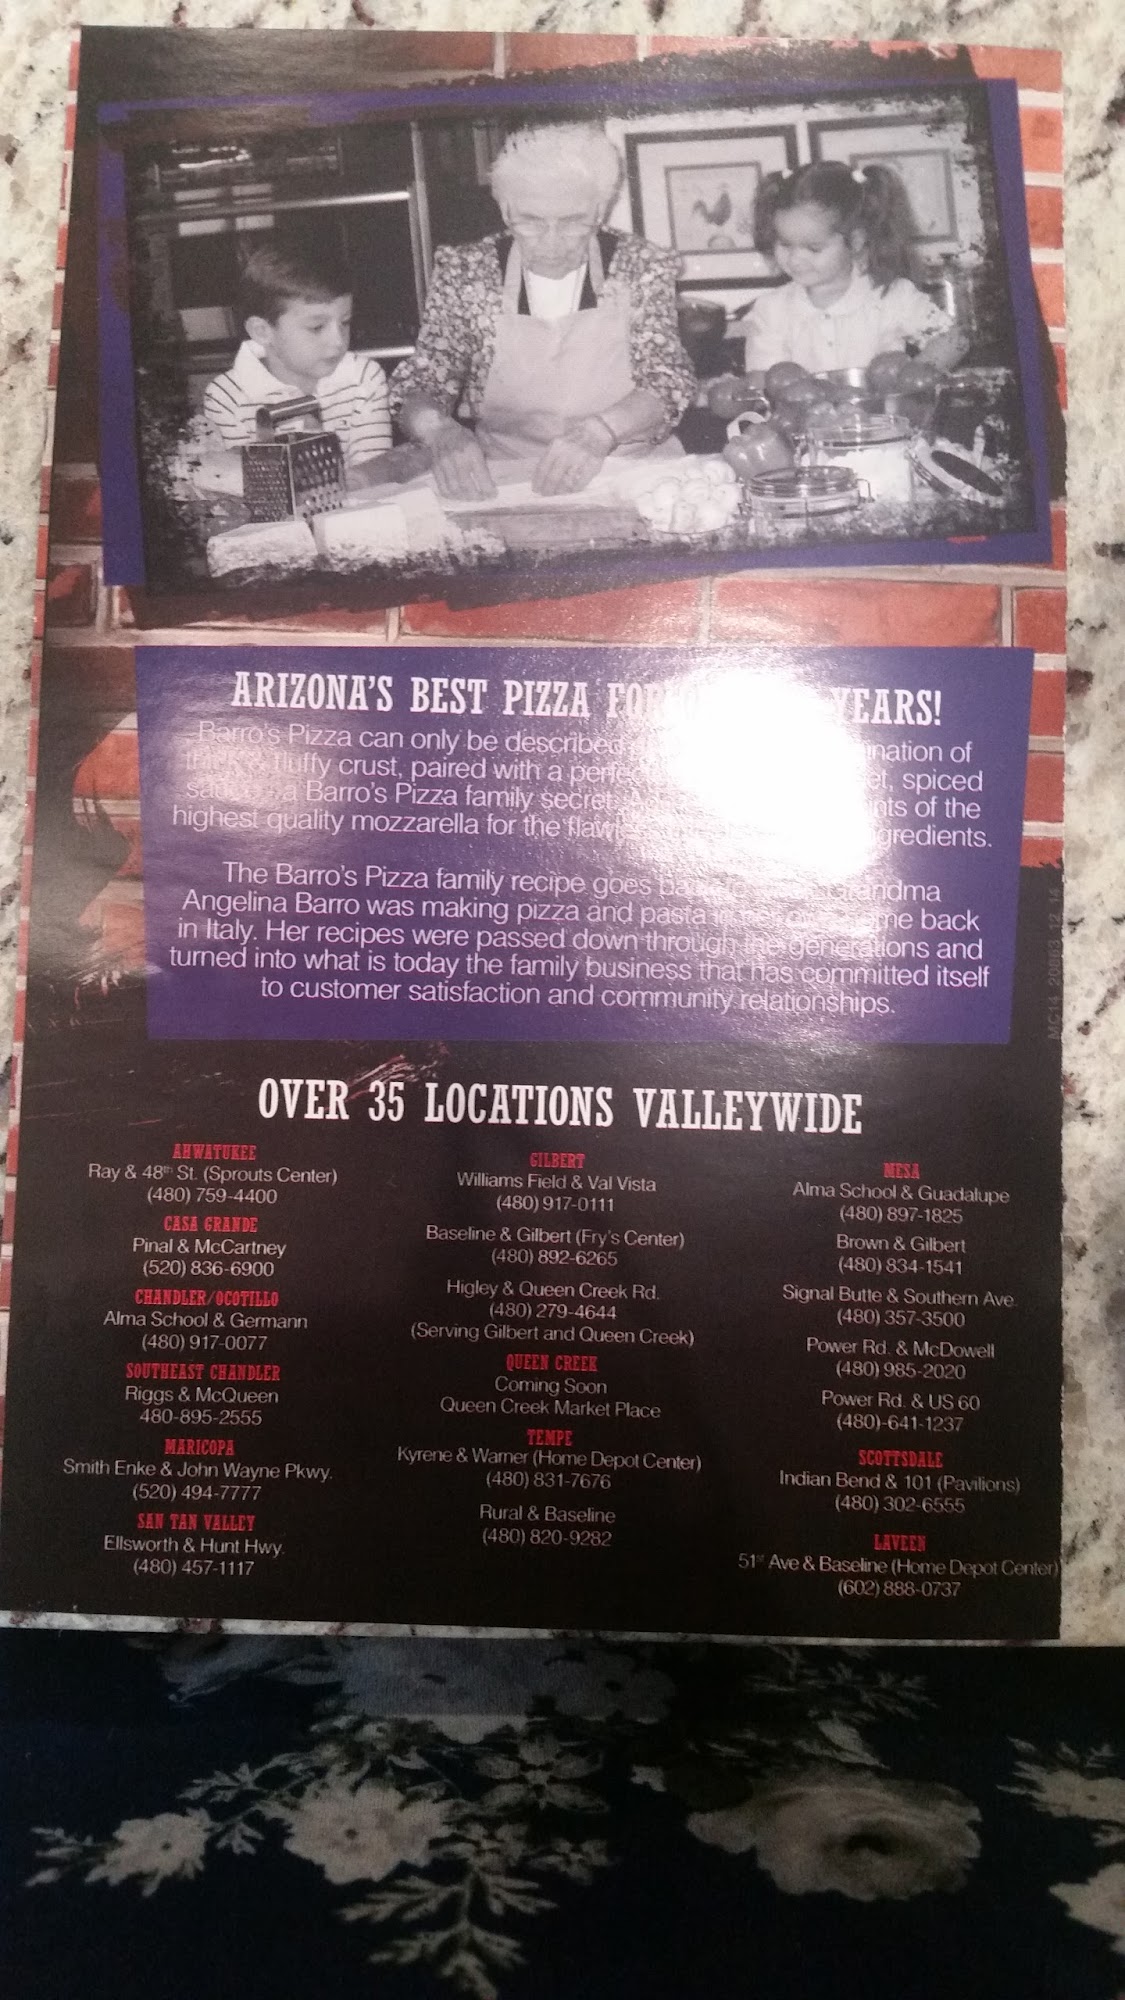 ARIZONA'S BEST PIZZA FOR YEARS!
Barro's Pizza can only be described of
thick & fluffy crust, paired with a spiced
a Barro's Pizza family secret. of the
highest quality mozzarella for the
The Barro's Pizza family recipe goes Grandma
Angelina Barro was making pizza and pasta back
in Italy. Her recipes were passed down through the generations and
turned into what is today the family business that has committed itself
to customer satisfaction and community relationships.
AMC14 12 14
OVER 35 LOCATIONS VALLEYWIDE
AHWATUKEE
Ray & 48th St. (Sprouts Center)
(480) 759-4400
CASA GRANDE
Pinal & McCartney
(520) 836-6900
CHANDLER/OCOTILLO
Alma School & Germann
(480) 917-0077
SOUTHEAST CHANDLER
Riggs & McQueen
480-895-2555
MARICOPA
Smith Enke & John Wayne Pkwy.
(520) 494-7777
SAN TAN VALLEY
Ellsworth & Hunt Hwy.
(480) 457-1117
GILBERT
Williams Field & Val Vista
(480) 917-0111
Baseline & Gilbert (Fry's Center)
(480) 892-6265
Higley & Queen Creek Rd.
(480) 279-4644
(Serving Gilbert and Queen Creek)
QUEEN CREEK
Coming Soon
Queen Creek Market Place
TEMPE
Kyrene & Warner (Home Depot Center)
(480) 831-7676
Rural & Baseline
(480) 820-9282
MESA
Alma School & Guadalupe
(480) 897-1825
Brown & Gilbert
(480) 834-1541
Signal Butte & Southern Ave.
(480) 357-3500
Power Rd. & McDowell
(480) 985-2020
Power Rd. & US 60
(480)-641-1237
SCOTTSDALE
Indian Bend & 101 (Pavilions)
(480) 302-6555
LAVEEN
51st Ave & Baseline (Home Depot Center)
(602) 888-0737